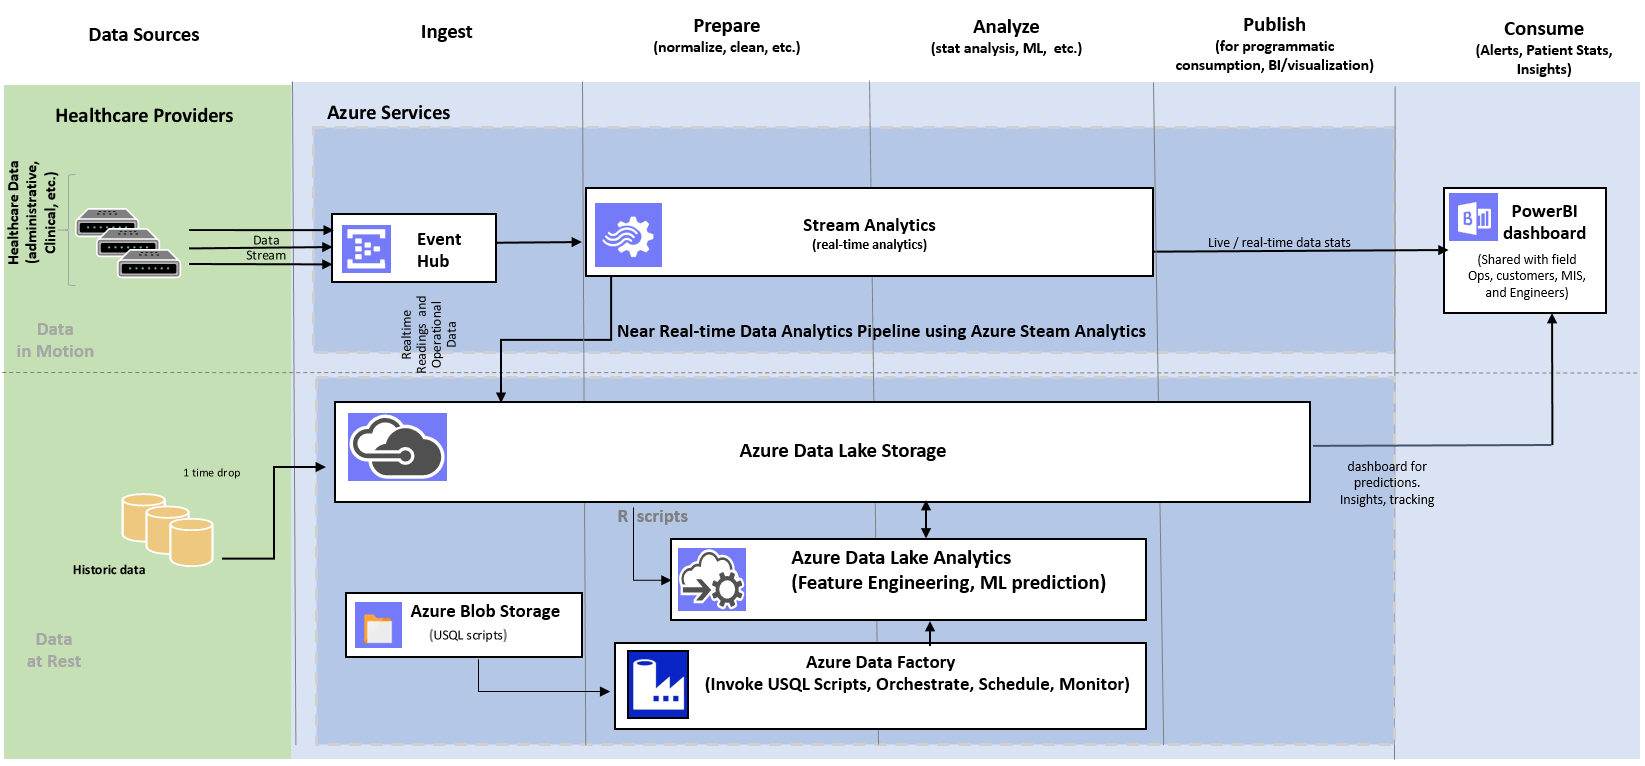 Data Sources
Ingest
Prepare
(normalize, clean, etc.)
Analyze
(stat analysis, ML, etc.)
Publish
(for programmatic
consumption, BI/visualization)
Consume
(Alerts, Patient Stats,
Insights)
Healthcare Providers
Azure Services
Healthcare Data
(administrative,
Clinical, etc.)
Data
Stream
Event
Hub
Stream Analytics
(real-time analytics)
Live / real-time data stats
PowerBI
dashboard
(Shared with field
Ops, customers, MIS,
and Engineers)
Data
in Motion
Realtime
Readings and
Operational
Data
Near Real-time Data Analytics Pipeline using Azure Steam Analytics
Azure Data Lake Storage
1 time drop
dashboard for
predictions.
Insights, tracking
Historic data
R scripts
Azure Data Lake Analytics
(Feature Engineering, ML prediction)
Azure Blob Storage
(USQL scripts)
Data
at Rest
Azure Data Factory
(Invoke USQL Scripts, Orchestrate, Schedule, Monitor)